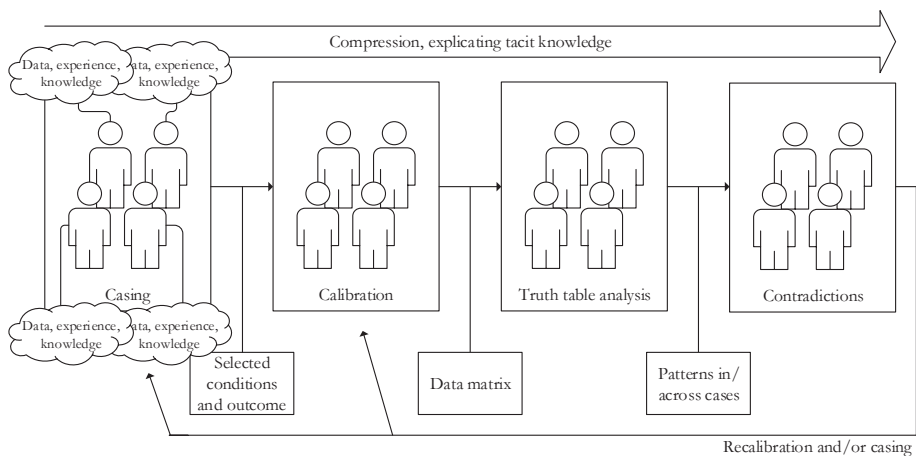 Compression, explicating tacit knowledge
Data, experience,
knowledge
ata, experience,
knowledge
Casing
Calibration
Truth table analysis
Contradictions
Data, experience,
knowledge
ata, experience,
knowledge
Selected
conditions
and outcome
Data matrix
Patterns in/
across cases
Recalibration and/or casing